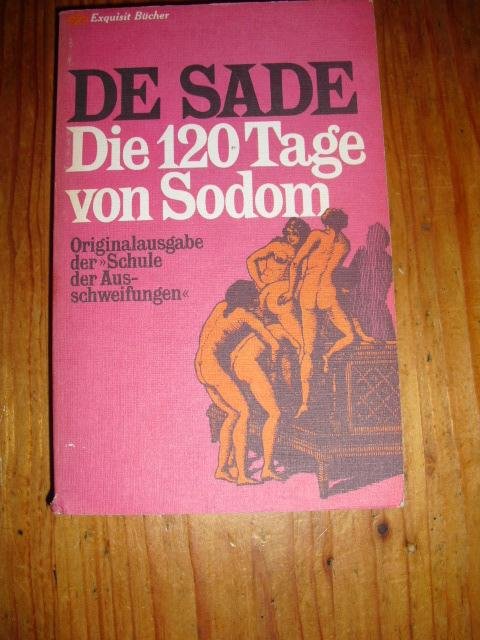 Exquisit Bücher
DE SADE
Die 120 Tage
von Sodom
Originalausgabe
der »Schule
der Aus-
schweifungen«